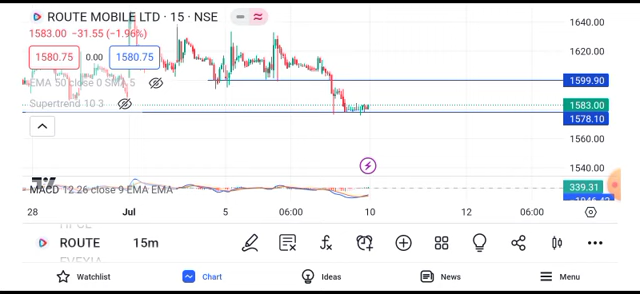 ROUTE MOBILE LTD · 15 · NSE
1583.00 −31.55 (−1.96%)
1580.75 0.00 1580.75
EMA 50 close 0 SMA 5
Supertrend 10 3
1640.00
1620.00
1599.90
1583.00
1578.10
1560.00
1540.00
MACD 12 26 close 9 EMA EMA
339.31
28 Jul 5 06:00 10 12 06:00
ROUTE 15m
Watchlist Chart Ideas News Menu